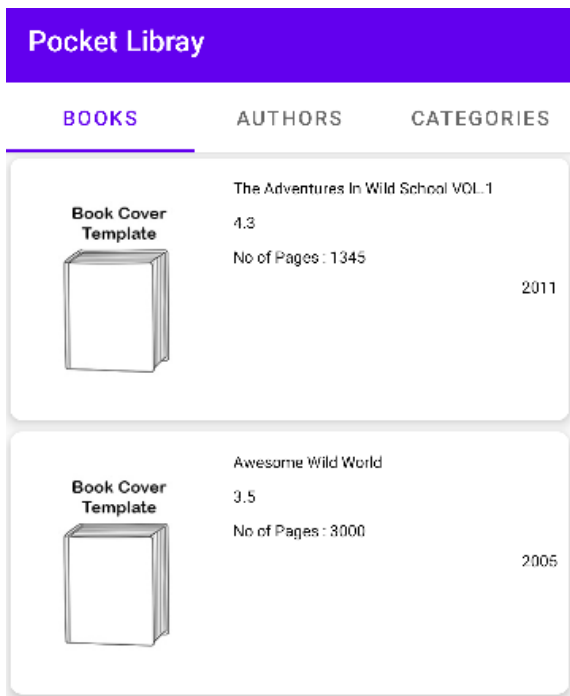 Pocket Libray
BOOKS AUTHORS CATEGORIES
Book Cover
Template
The Adventures In Wild School VOL.1
4.3
No of Pages : 1345
2011
Book Cover
Template
Awesome Wild World
3.5
No of Pages : 3000
2005